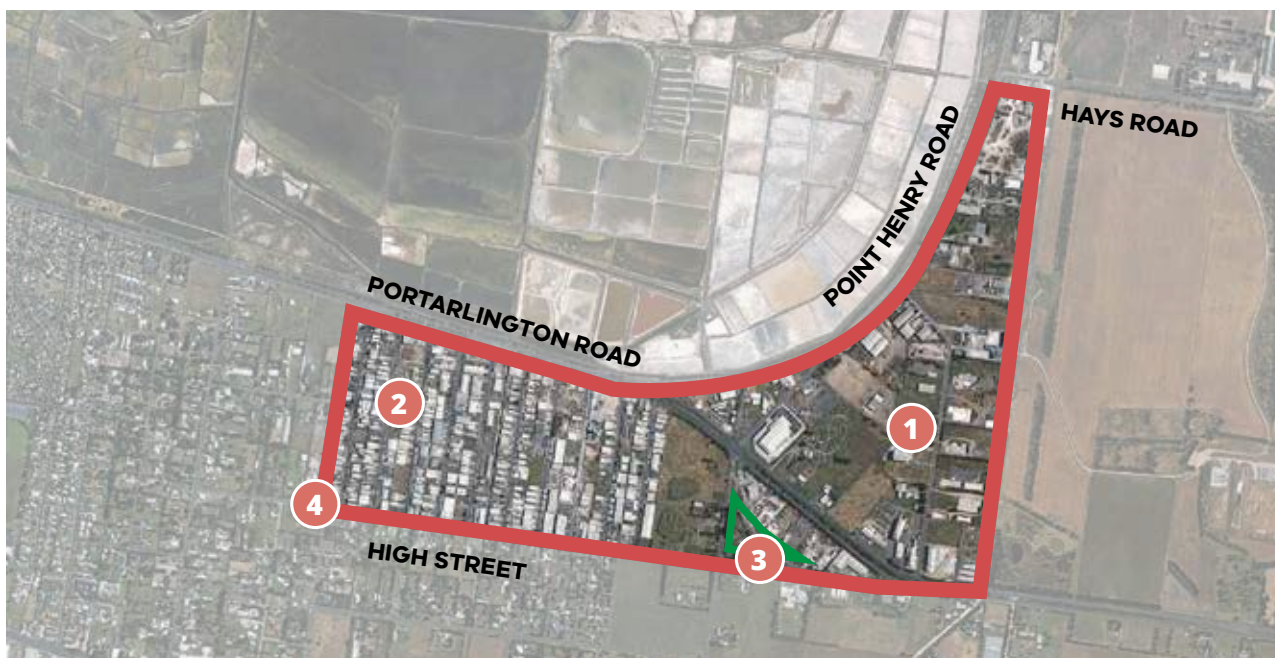 HAYS ROAD
POINT HENRY ROAD
PORTARLINGTON ROAD
2
1
4
3
HIGH STREET